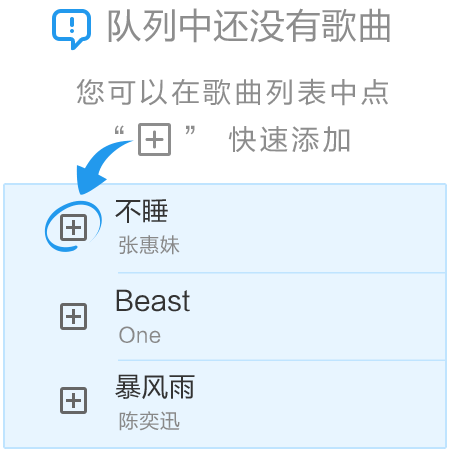 队列中还没有歌曲
您可以在歌曲列表中点
“ ” 快速添加
不睡
张惠妹
Beast
One
暴风雨
陈奕迅